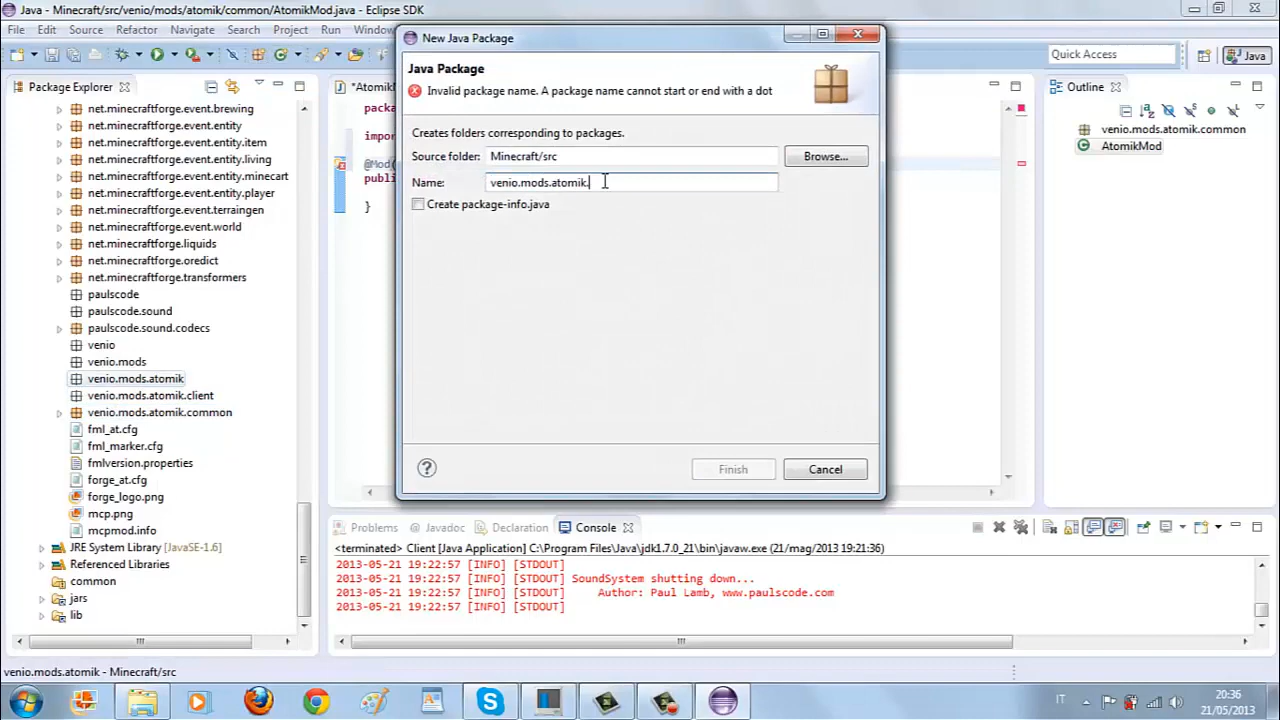 Java - Minecraft/src/venio/mods/atomik/common/AtomikMod.java - Eclipse SDK
File Edit Source Refactor Navigate Search Project Run Window
Quick Access
Java
Package Explorer
net.minecraftforge.event.brewing
net.minecraftforge.event.entity
net.minecraftforge.event.entity.item
net.minecraftforge.event.entity.living
net.minecraftforge.event.entity.minecart
net.minecraftforge.event.entity.player
net.minecraftforge.event.terraingen
net.minecraftforge.event.world
net.minecraftforge.liquids
net.minecraftforge.oredict
net.minecraftforge.transformers
paulscode
paulscode.sound
paulscode.sound.codecs
venio
venio.mods
venio.mods.atomik
venio.mods.atomik.client
venio.mods.atomik.common
fml_at.cfg
fml_marker.cfg
fmlversion.properties
forge_at.cfg
forge_logo.png
mcp.png
mcpmod.info
JRE System Library [JavaSE-1.6]
Referenced Libraries
common
jars
lib
*Atomik
packa
impor
@Mod(
publi
}
New Java Package
Java Package
Invalid package name. A package name cannot start or end with a dot
Creates folders corresponding to packages.
Source folder: Minecraft/src Browse...
Name: venio.mods.atomik.
Create package-info.java
Finish Cancel
Outline
venio.mods.atomik.common
AtomikMod
Problems Javadoc Declaration Console
<terminated> Client [Java Application] C:\Program Files\Java\jdk1.7.0_21\bin\javaw.exe (21/mag/2013 19:21:36)
2013-05-21 19:22:57 [INFO] [STDOUT]
2013-05-21 19:22:57 [INFO] [STDOUT] SoundSystem shutting down...
2013-05-21 19:22:57 [INFO] [STDOUT] Author: Paul Lamb, www.paulscode.com
2013-05-21 19:22:57 [INFO] [STDOUT]
venio.mods.atomik - Minecraft/src
IT
20:36
21/05/2013